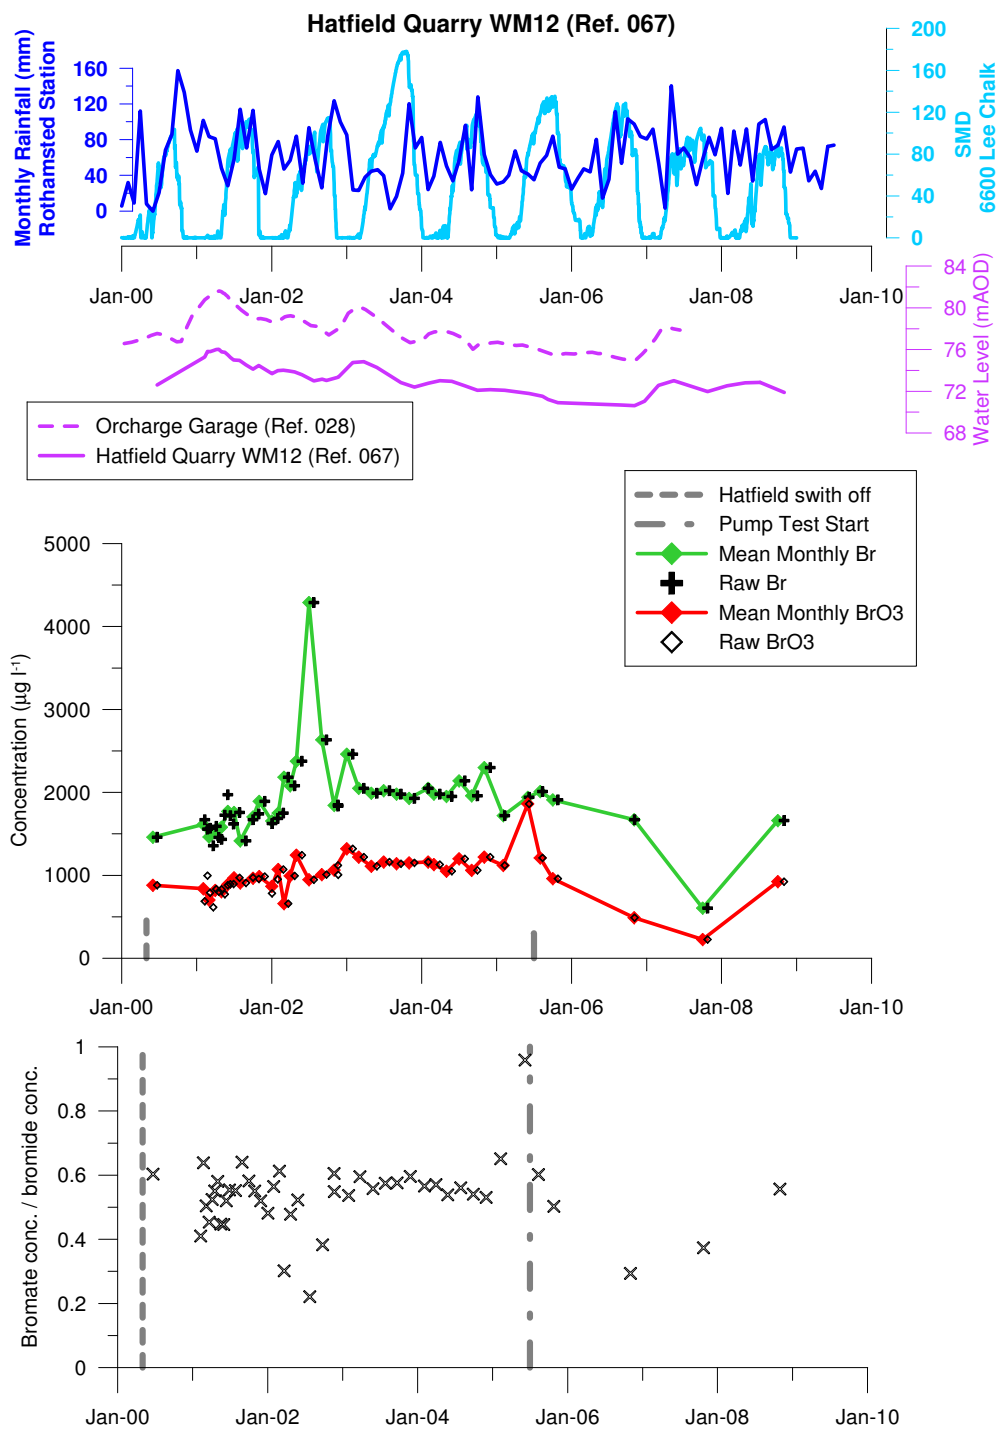 Hatfield Quarry WM12 (Ref. 067)
Monthly Rainfall (mm)
Rothamsted Station
160
120
80
40
0
200
160
120
80
40
0
SMD
6600 Lee Chalk
Jan-00
Jan-02
Jan-04
Jan-06
Jan-08
Jan-10
84
80
76
72
68
Water Level (mAOD)
Orcharge Garage (Ref. 028)
Hatfield Quarry WM12 (Ref. 067)
Hatfield swith off
Pump Test Start
Mean Monthly Br
Raw Br
Mean Monthly BrO3
Raw BrO3
Concentration (µg l⁻¹)
5000
4000
3000
2000
1000
0
Jan-00
Jan-02
Jan-04
Jan-06
Jan-08
Jan-10
Bromate conc. / bromide conc.
1
0.8
0.6
0.4
0.2
0
Jan-00
Jan-02
Jan-04
Jan-06
Jan-08
Jan-10